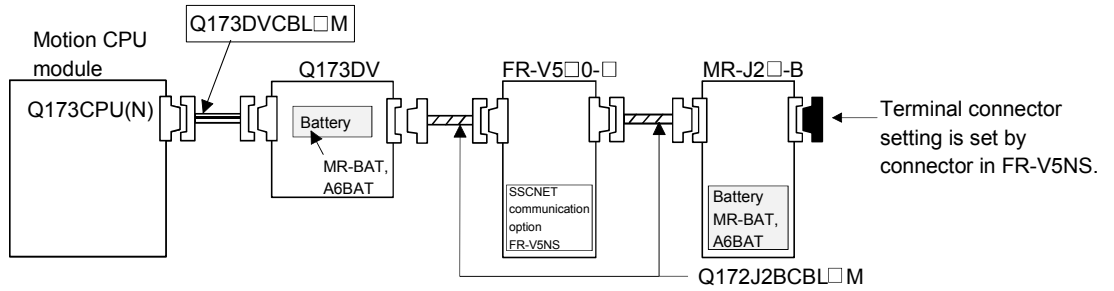 Q173DVCBL□M
Motion CPU
module
Q173CPU(N)
Q173DV
Battery
MR-BAT,
A6BAT
FR-V5□0-□
SSCNET
communication
option
FR-V5NS
MR-J2□-B
Battery
MR-BAT,
A6BAT
Terminal connector
setting is set by
connector in FR-V5NS.
Q172J2BCBL□M